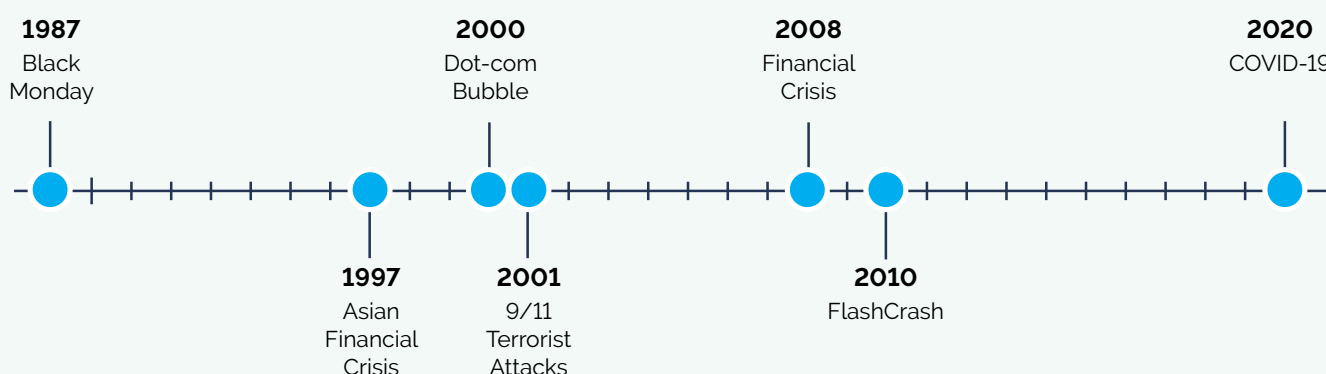 1987
Black
Monday
2000
Dot-com
Bubble
2008
Financial
Crisis
2020
COVID-19
1997
Asian
Financial
Crisis
2001
9/11
Terrorist
Attacks
2010
FlashCrash